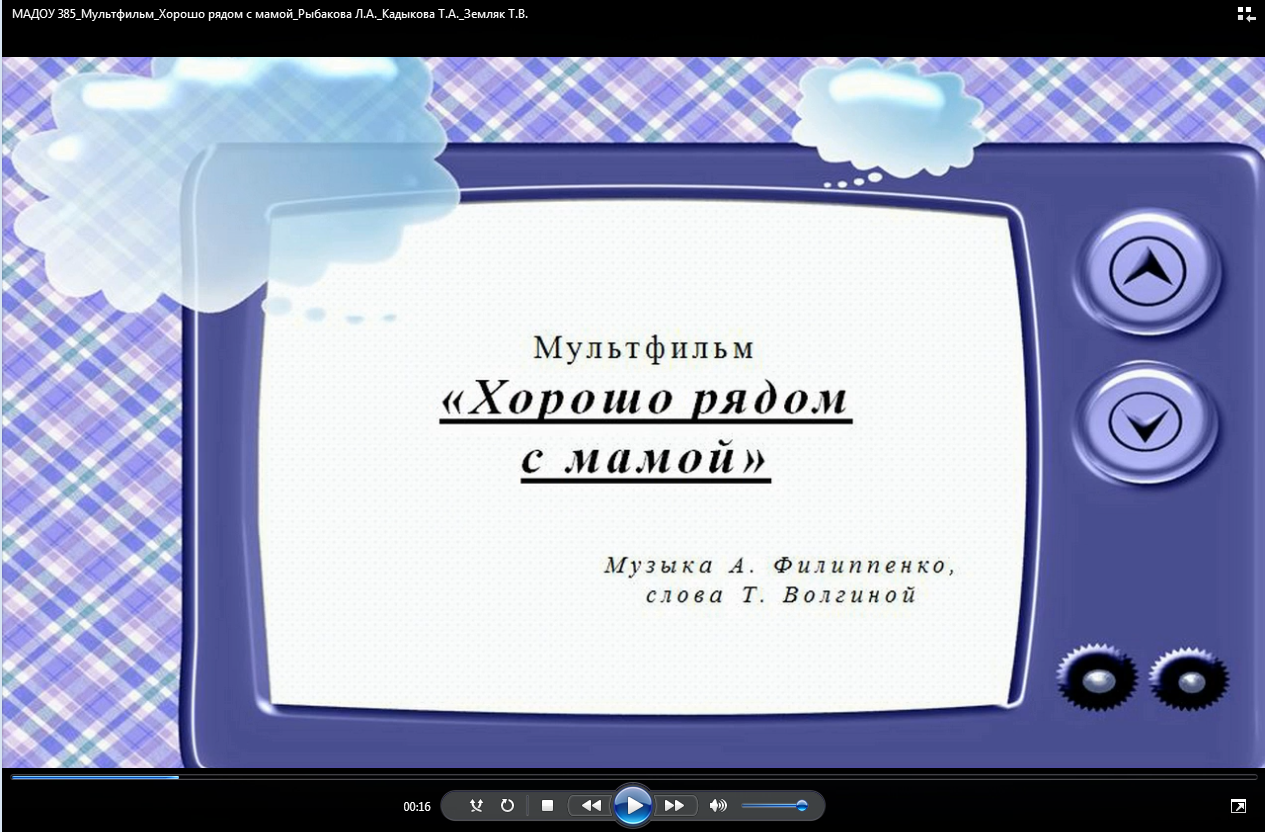 МАДОУ 385_Мультфильм_Хорошо рядом с мамой_Рыбакова Л.А._Кадыкова Т.А._Земляк Т.В.
Мультфильм
«Хорошо рядом
с мамой»
Музыка А. Филиппенко,
слова Т. Волгиной
00:16